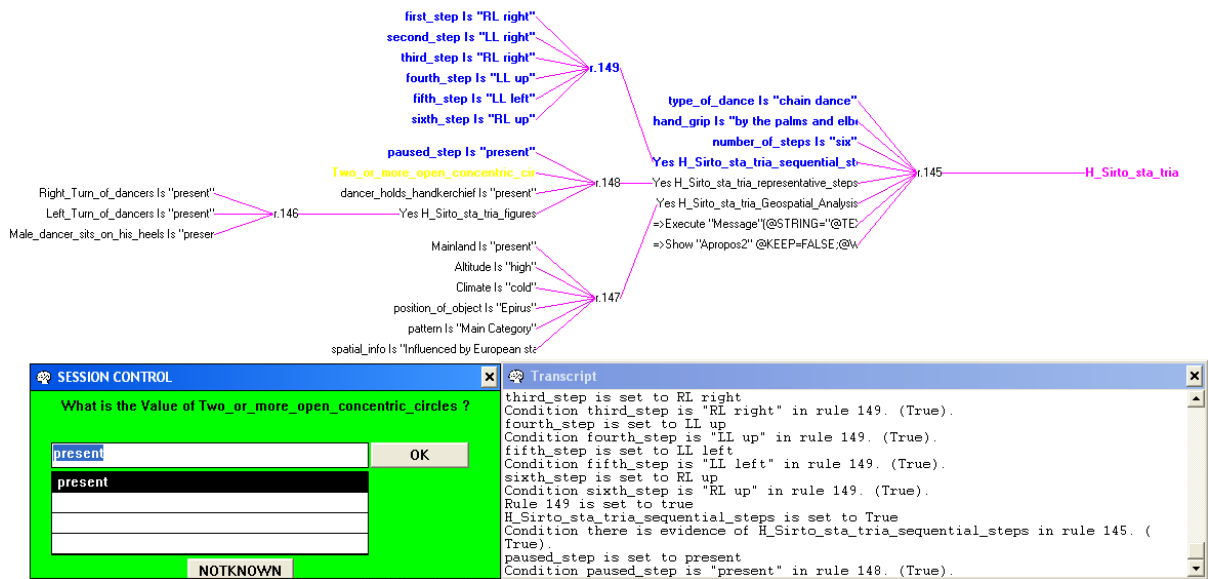 first_step Is "RL right"
second_step Is "LL right"
third_step Is "RL right"
fourth_step Is "LL up"
fifth_step Is "LL left"
sixth_step Is "RL up"
r.149
type_of_dance Is "chain dance"
hand_grip Is "by the palms and elb
number_of_steps Is "six"
Yes H_Sirto_sta_tria_sequential_st
Yes H_Sirto_sta_tria_representative_steps
Yes H_Sirto_sta_tria_Geospatial_Analysis
=>Execute "Message"(@STRING="@TEX
=>Show "Apropos2" @KEEP=FALSE;@W
r.145
H_Sirto_sta_tria
paused_step Is "present"
Two_or_more_open_concentric_cir
dancer_holds_handkerchief Is "present"
Yes H_Sirto_sta_tria_figures
r.148
Right_Turn_of_dancers Is "present"
Left_Turn_of_dancers Is "present"
Male_dancer_sits_on_his_heels Is "preser
r.146
Mainland Is "present"
Altitude Is "high"
Climate Is "cold"
position_of_object Is "Epirus"
pattern Is "Main Category"
spatial_info Is "Influenced by European sta
r.147
SESSION CONTROL
What is the Value of Two_or_more_open_concentric_circles ?
present
OK
present
NOTKNOWN
Transcript
third_step is set to RL right
Condition third_step is "RL right" in rule 149. (True).
fourth_step is set to LL up
Condition fourth_step is "LL up" in rule 149. (True).
fifth_step is set to LL left
Condition fifth_step is "LL left" in rule 149. (True).
sixth_step is set to RL up
Condition sixth_step is "RL up" in rule 149. (True).
Rule 149 is set to true
H_Sirto_sta_tria_sequential_steps is set to True
Condition there is evidence of H_Sirto_sta_tria_sequential_steps in rule 145. (
True).
paused_step is set to present
Condition paused_step is "present" in rule 148. (True).